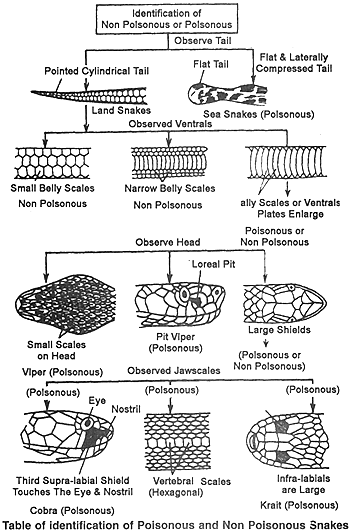 Identification of
Non Poisonous or Poisonous
Observe Tail
Pointed Cylindrical Tail
Flat Tail
Flat & Laterally
Compressed Tail
Land Snakes
Sea Snakes (Poisonous)
Observed Ventrals
Small Belly Scales
Non Poisonous
Narrow Belly Scales
Non Poisonous
ally Scales or Ventrals
Plates Enlarge
Poisonous or
Non Poisonous
Observe Head
Loreal Pit
Small Scales
on Head
Viper (Poisonous)
Pit Viper
(Poisonous)
Large Shields
(Poisonous or
Non Poisonous)
Observed Jawscales
(Poisonous)
(Poisonous)
(Poisonous)
Eye
Nostril
Third Supra-labial Shield
Touches The Eye & Nostril
Cobra (Poisonous)
Vertebral Scales
(Hexagonal)
Infra-labials
are Large
Krait (Poisonous)
Table of identification of Poisonous and Non Poisonous Snakes